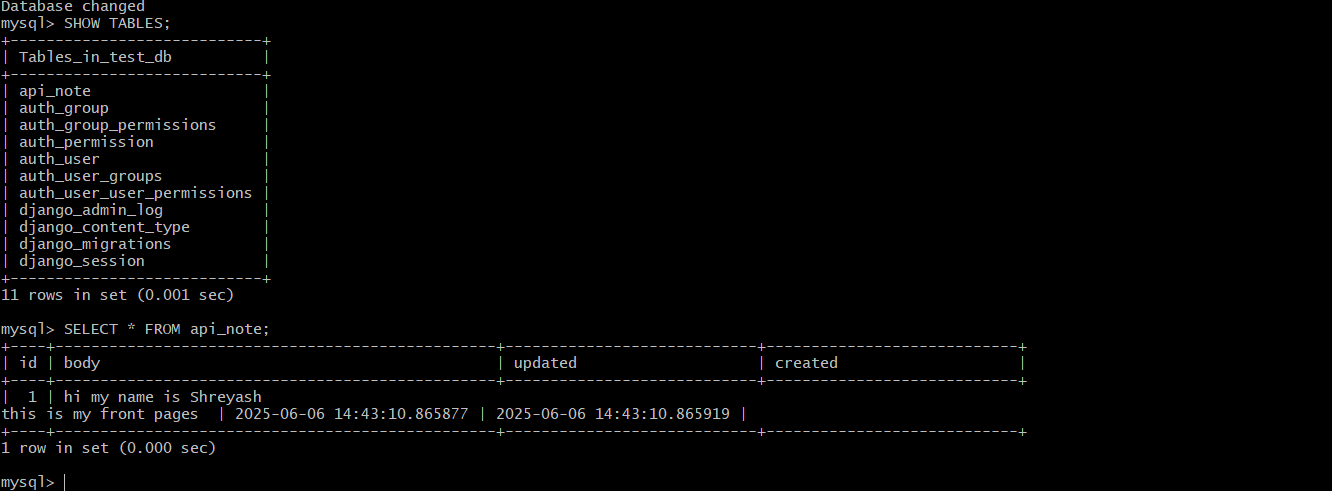 Database changed
mysql> SHOW TABLES;
+----------------------------+
| Tables_in_test_db          |
+----------------------------+
| api_note                   |
| auth_group                 |
| auth_group_permissions     |
| auth_permission            |
| auth_user                  |
| auth_user_groups           |
| auth_user_user_permissions |
| django_admin_log           |
| django_content_type        |
| django_migrations          |
| django_session             |
+----------------------------+
11 rows in set (0.001 sec)
mysql> SELECT * FROM api_note;
+----+-------------------------------------------------+----------------------------+----------------------------+
| id | body                                            | updated                    | created                    |
+----+-------------------------------------------------+----------------------------+----------------------------+
|  1 | hi my name is Shreyash
this is my front pages  | 2025-06-06 14:43:10.865877 | 2025-06-06 14:43:10.865919 |
+----+-------------------------------------------------+----------------------------+----------------------------+
1 row in set (0.000 sec)
mysql>